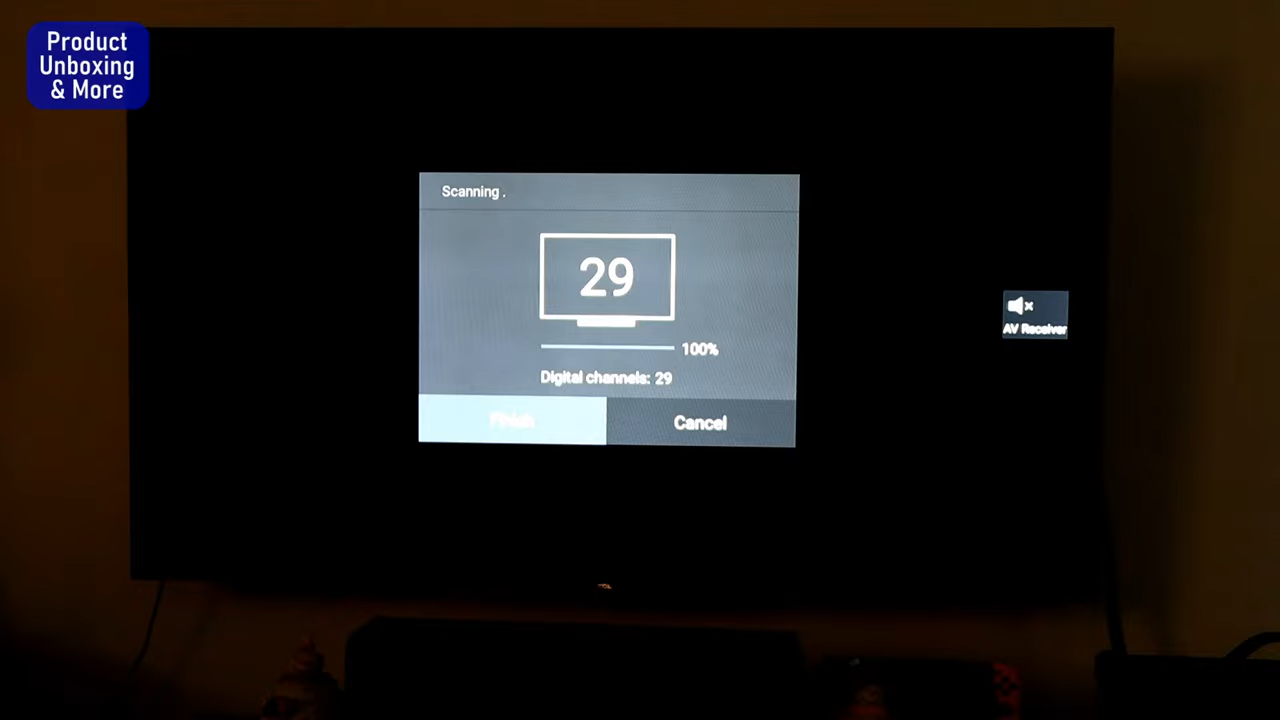 Product
Unboxing
& More
Scanning .
29
100%
Digital channels: 29
Finish
Cancel
AV Receiver